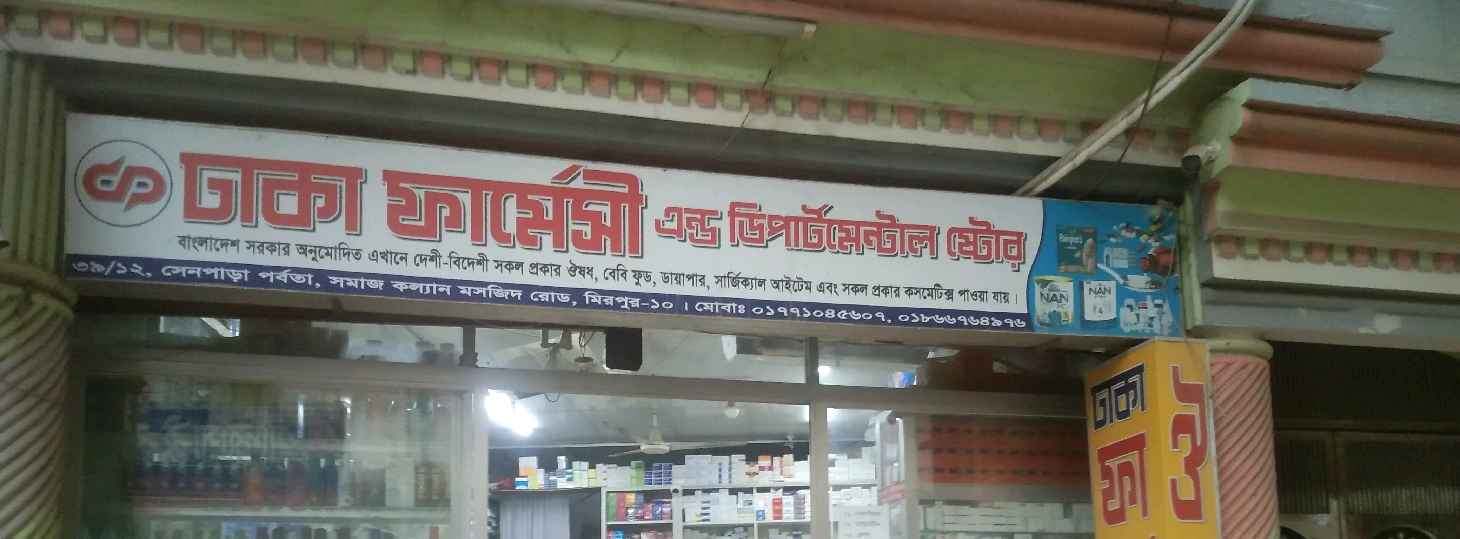 dp ঢাকা ফার্মেসী এন্ড ডিপার্টমেন্টাল ষ্টোর
বাংলাদেশ সরকার অনুমোদিত এখানে দেশী-বিদেশী সকল প্রকার ঔষধ, বেবি ফুড, ডায়াপার, সার্জিক্যাল আইটেম এবং সকল প্রকার কসমেটিক্স পাওয়া যায়।
৩৯/১২, সেনপাড়া পর্বতা, সমাজ কল্যান মসজিদ রোড, মিরপুর-১০। মোবাঃ ০১৭৭১০৪৫৬০৭, ০১৮৬৬৭৬৪৯৭৬
NAN
NAN
ঢাকা
ফা
ঔ